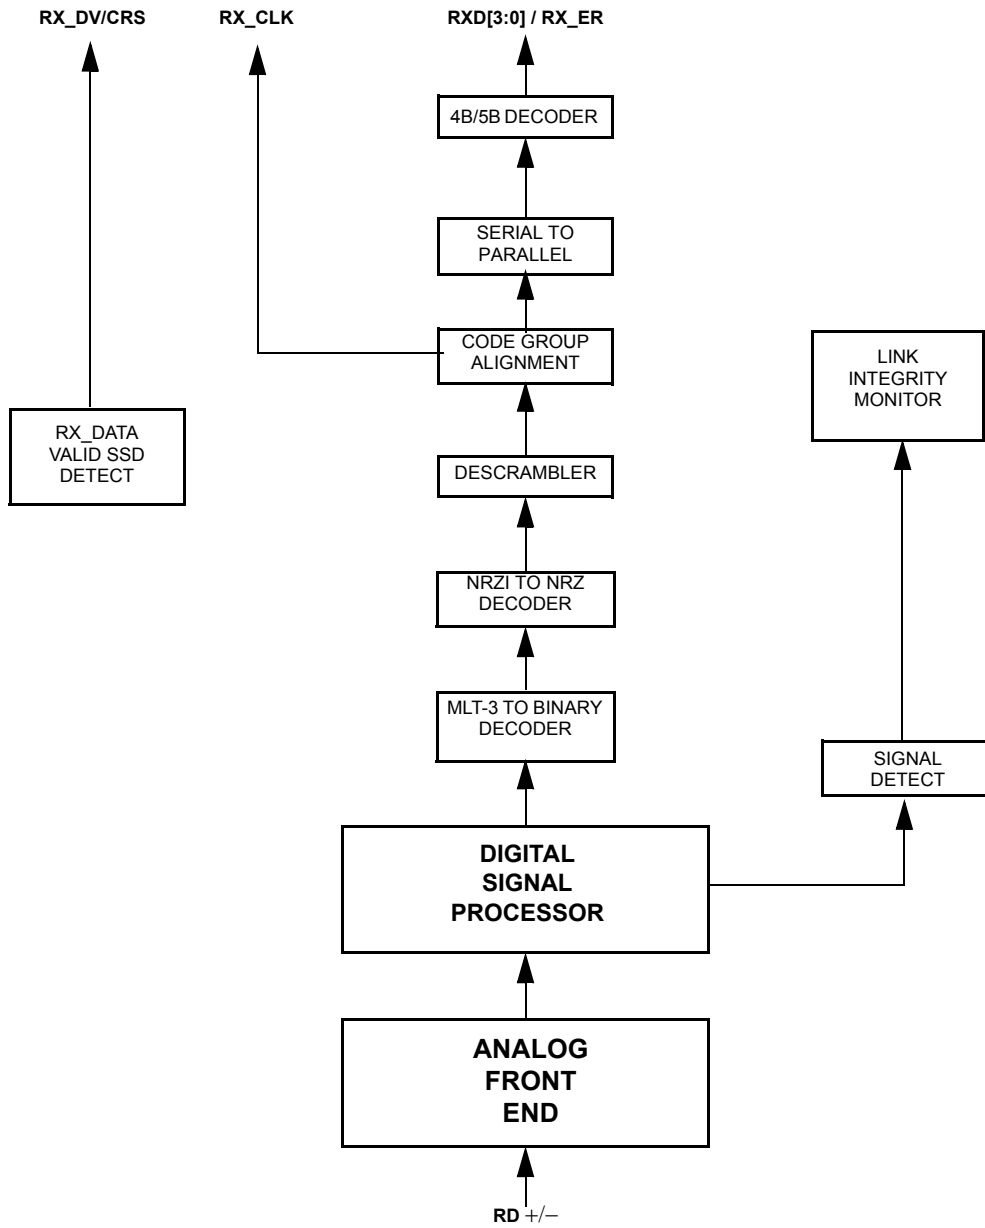 RX_DV/CRS
RX_CLK
RXD[3:0] / RX_ER
4B/5B DECODER
SERIAL TO
PARALLEL
CODE GROUP
ALIGNMENT
LINK
INTEGRITY
MONITOR
RX_DATA
VALID SSD
DETECT
DESCRAMBLER
NRZI TO NRZ
DECODER
MLT-3 TO BINARY
DECODER
SIGNAL
DETECT
DIGITAL
SIGNAL
PROCESSOR
ANALOG
FRONT
END
RD +/−